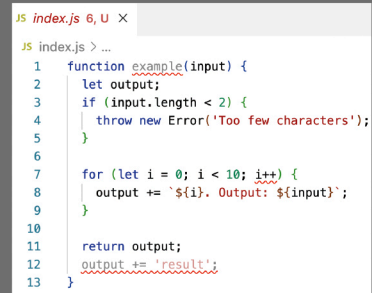 JS index.js 6, U ×
JS index.js > ...
1 function example(input) {
2   let output;
3   if (input.length < 2) {
4     throw new Error('Too few characters');
5   }
6
7   for (let i = 0; i < 10; i++) {
8     output += `${i}. Output: ${input}`;
9   }
10
11   return output;
12   output += 'result';
13 }